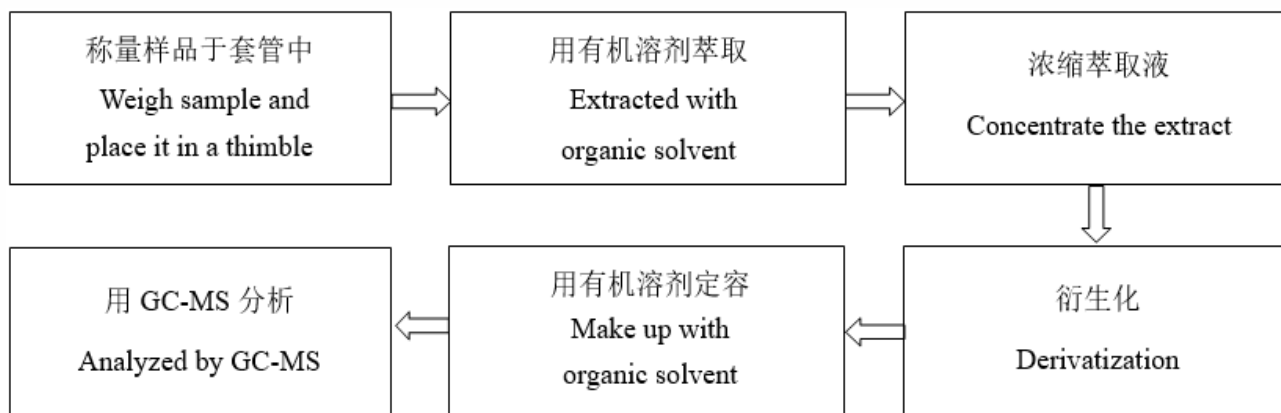 称量样品于套管中
Weigh sample and
place it in a thimble
用有机溶剂萃取
Extracted with
organic solvent
浓缩萃取液
Concentrate the extract
衍生化
Derivatization
用有机溶剂定容
Make up with
organic solvent
用 GC-MS 分析
Analyzed by GC-MS